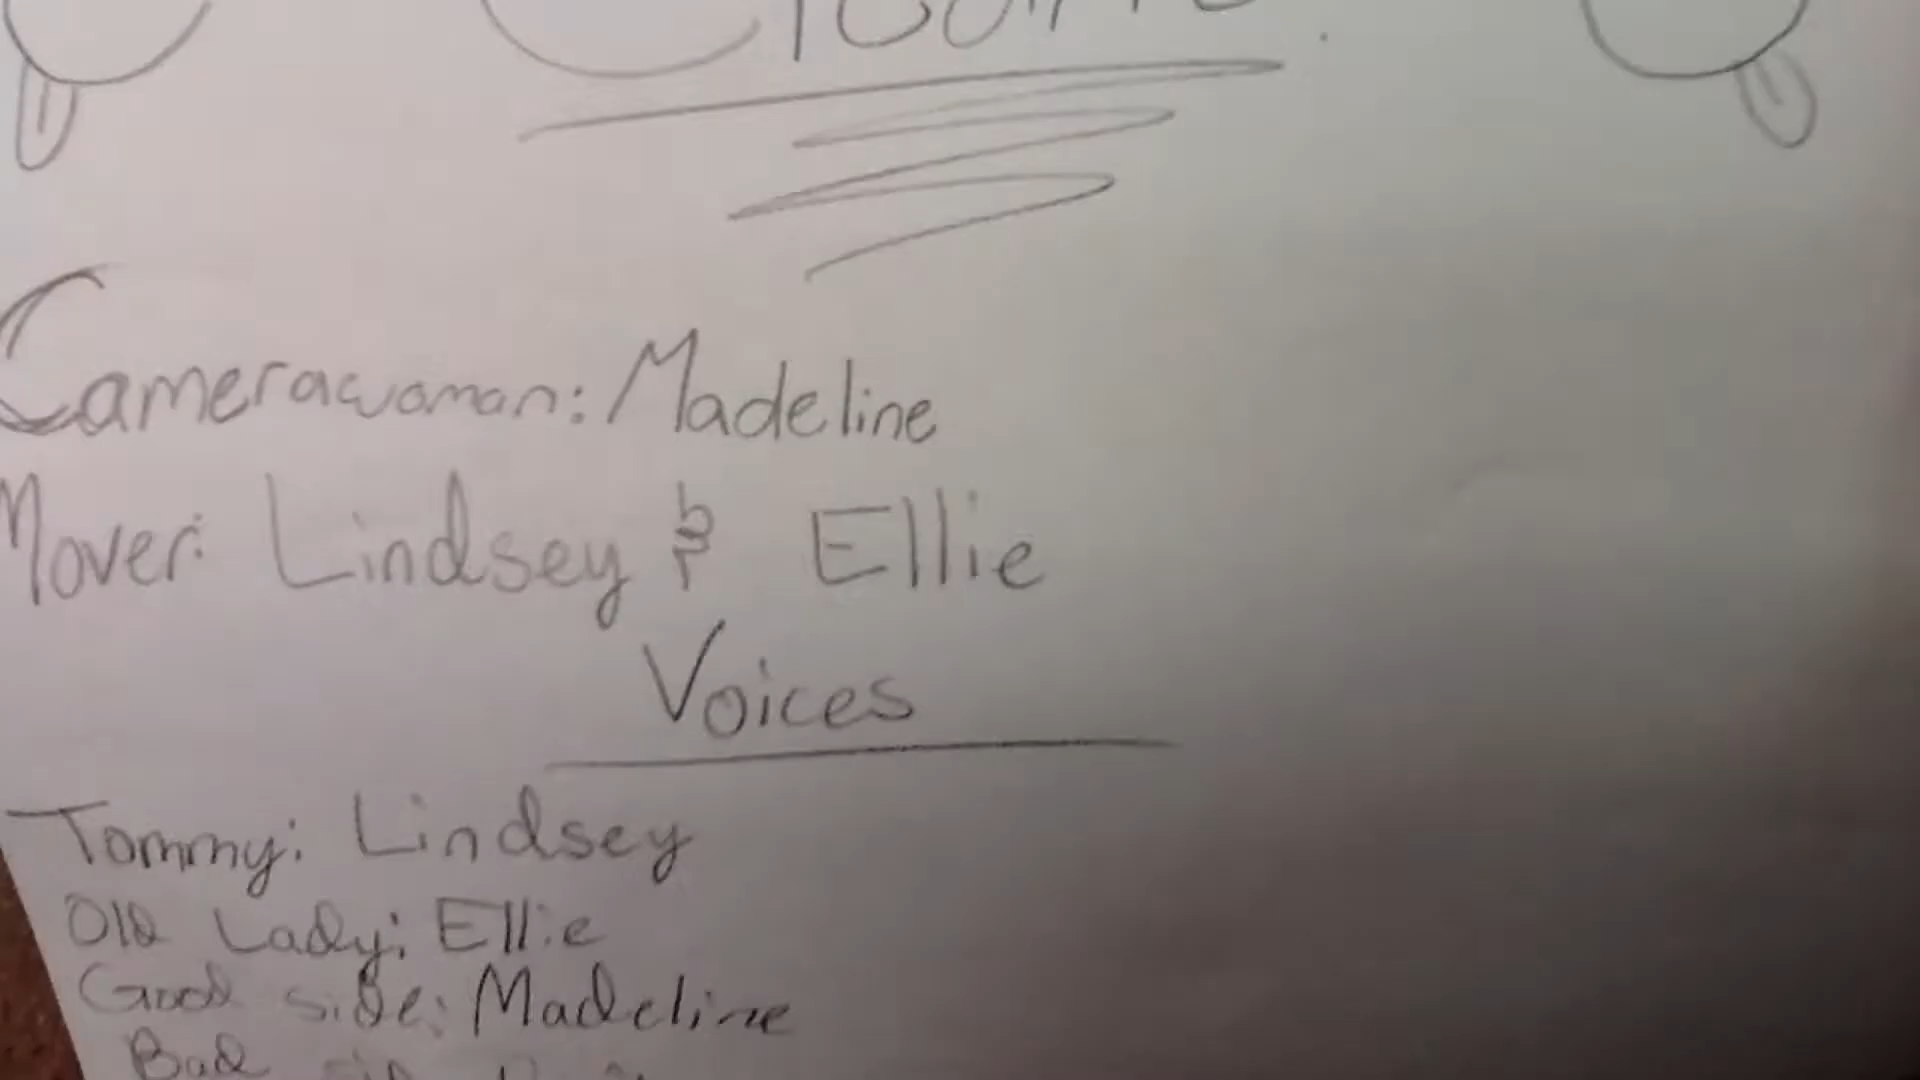 Camerawoman: Madeline
Mover: Lindsey & Ellie
Voices
Tommy: Lindsey
Old Lady: Ellie
Good side: Madeline
Bad